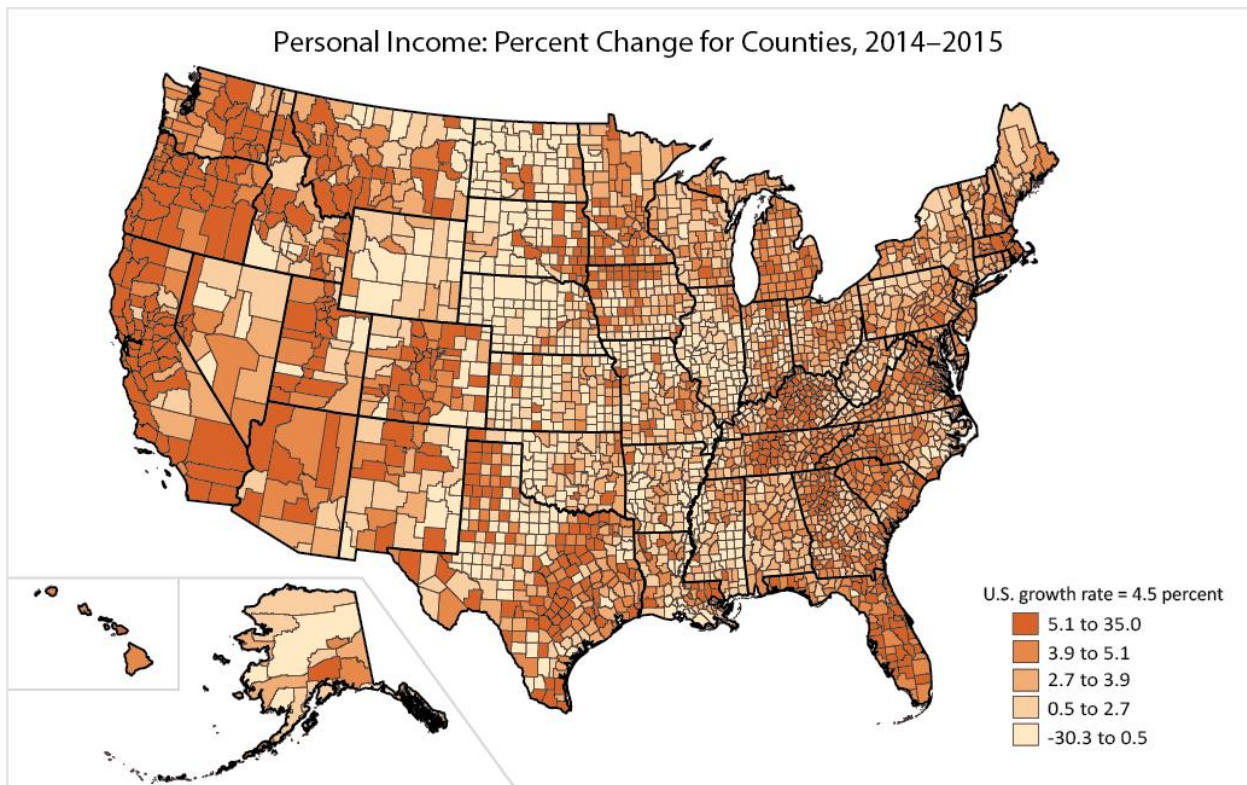 Personal Income: Percent Change for Counties, 2014–2015
U.S. growth rate = 4.5 percent
5.1 to 35.0
3.9 to 5.1
2.7 to 3.9
0.5 to 2.7
-30.3 to 0.5